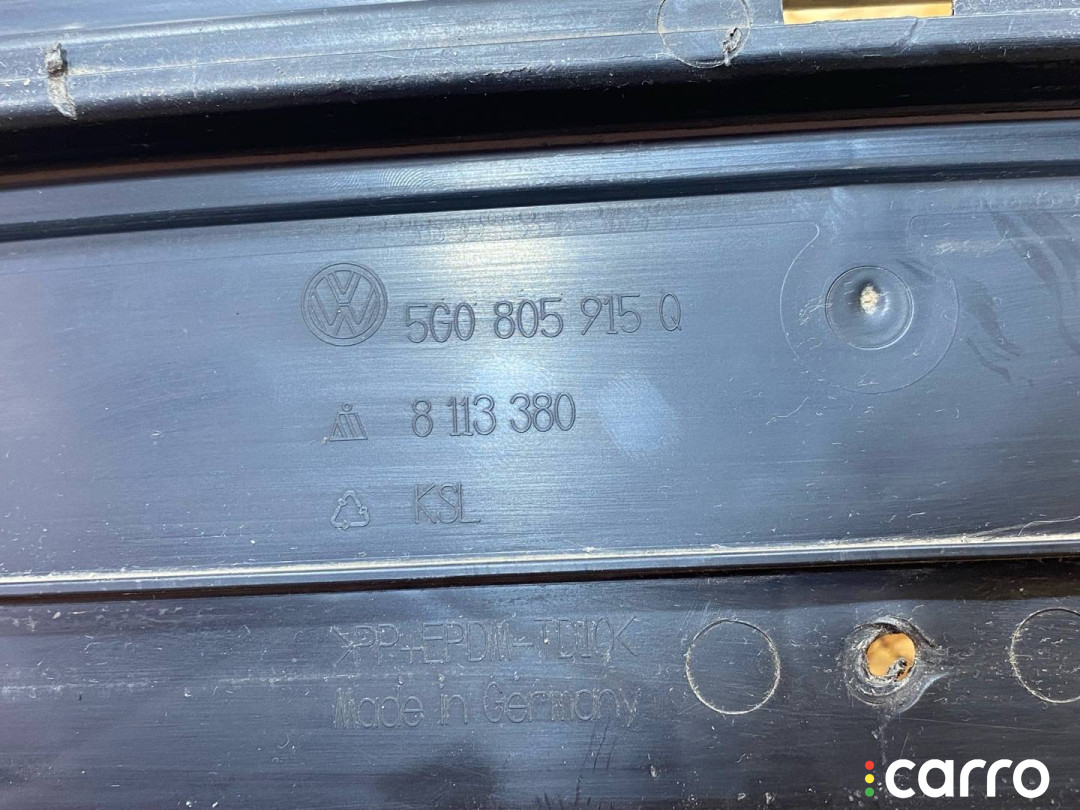 5G0 805 915 Q
8 113 380
KSL
>PP+EPDM-TD10<
Made in Germany
carro